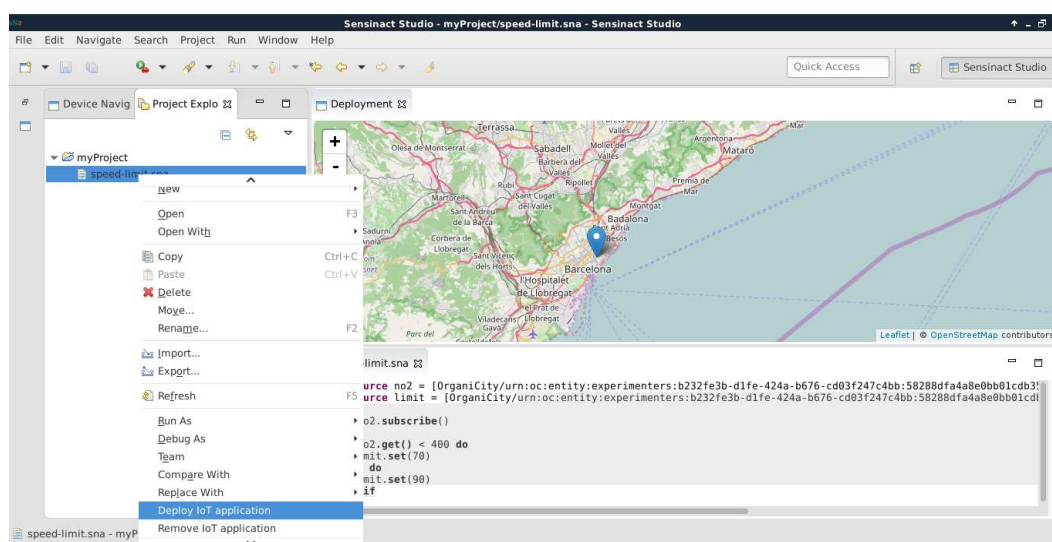 Sensinact Studio - myProject/speed-limit.sna - Sensinact Studio
File Edit Navigate Search Project Run Window Help
Quick Access
Sensinact Studio
Device Navig
Project Explo
Deployment
+
-
myProject
speed-limit.sna
New
Open F3
Open With
Copy Ctrl+C
Paste Ctrl+V
Delete
Move...
Rename... F2
Import...
Export...
Refresh F5
Run As
Debug As
Team
Compare With
Replace With
Deploy IoT application
Remove IoT application
Terrassa
Olesa de Montserrat
Sabadell
Mollet del
Vallès
Barberà del
Vallès
Argentona
Mataró
Mar
Rubí
Ripollet
Premià de
Mar
Martorell
Sant Cugat
del Vallès
Sant Andreu
de la Barca
Montgat
Badalona
Sant Adrià
Besòs
Corbera de
Llobregat
Sant Vicenç
dels Horts
Barcelona
l'Hospitalet
de Llobregat
el Prat de
Llobregat
Viladecans
Gavà
Parc del
Leaflet | © OpenStreetMap contributors
limit.sna
urce no2 = [OrganiCity/urn:oc:entity:experimenters:b232fe3b-d1fe-424a-b676-cd03f247c4bb:58288dfa4a8e0bb01cdb35
urce limit = [OrganiCity/urn:oc:entity:experimenters:b232fe3b-d1fe-424a-b676-cd03f247c4bb:58288dfa4a8e0bb01cd
o2.subscribe()
o2.get() < 400 do
mit.set(70)
do
mit.set(90)
if
speed-limit.sna - myP